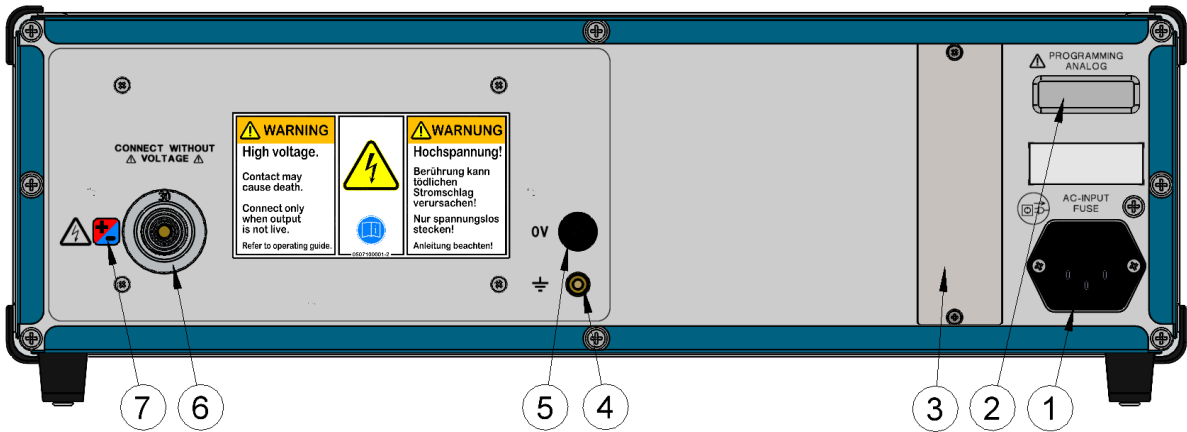 PROGRAMMING
ANALOG
CONNECT WITHOUT
VOLTAGE
30
WARNING
High voltage.
Contact may
cause death.
Connect only
when output
is not live.
Refer to operating guide.
0507100001-2
WARNUNG
Hochspannung!
Berührung kann
tödlichen
Stromschlag
verursachen!
Nur spannungslos
stecken!
Anleitung beachten!
0V
AC-INPUT
FUSE
7
6
5
4
3
2
1